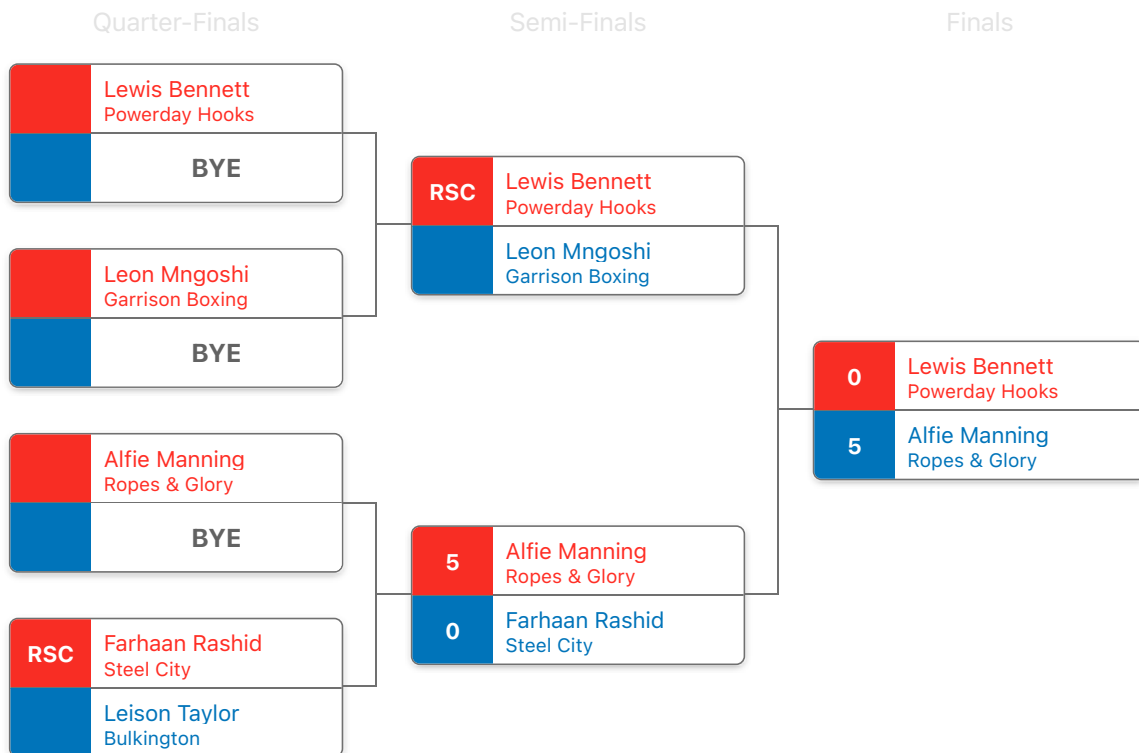 Quarter-Finals
Semi-Finals
Finals
Lewis Bennett
Powerday Hooks
BYE
Leon Mngoshi
Garrison Boxing
BYE
Alfie Manning
Ropes & Glory
BYE
RSC
Farhaan Rashid
Steel City
Leison Taylor
Bulkington
RSC
Lewis Bennett
Powerday Hooks
Leon Mngoshi
Garrison Boxing
5
Alfie Manning
Ropes & Glory
0
Farhaan Rashid
Steel City
0
Lewis Bennett
Powerday Hooks
5
Alfie Manning
Ropes & Glory